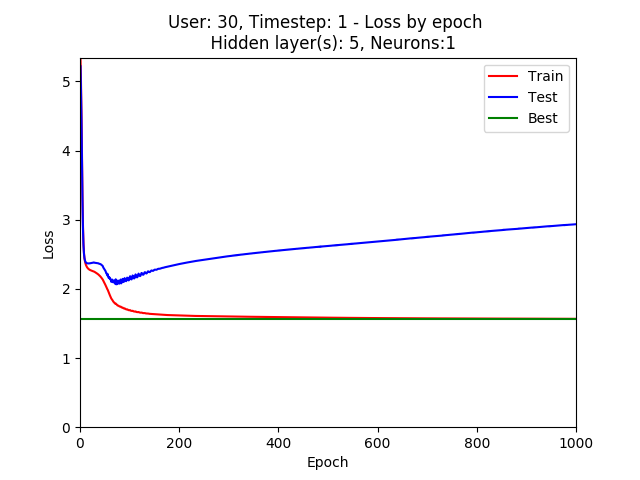 User: 30, Timestep: 1 - Loss by epoch
Hidden layer(s): 5, Neurons:1
Train
Test
Best
Loss
5
4
3
2
1
0
0 200 400 600 800 1000
Epoch